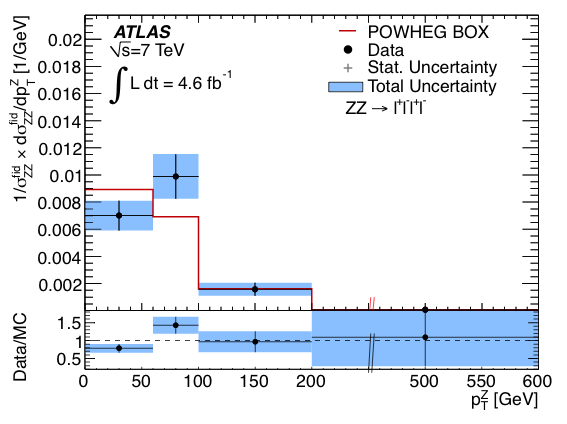 ATLAS
√s=7 TeV
∫ L dt = 4.6 fb⁻¹
POWHEG BOX
Data
Stat. Uncertainty
Total Uncertainty
ZZ → l⁺l⁻l⁺l⁻
1/σ_ZZ^fid × dσ_ZZ^fid/dp_T^Z [1/GeV]
0.02
0.018
0.016
0.014
0.012
0.01
0.008
0.006
0.004
0.002
Data/MC
1.5
1
0.5
0 50 100 150 200 500 550 600
p_T^Z [GeV]